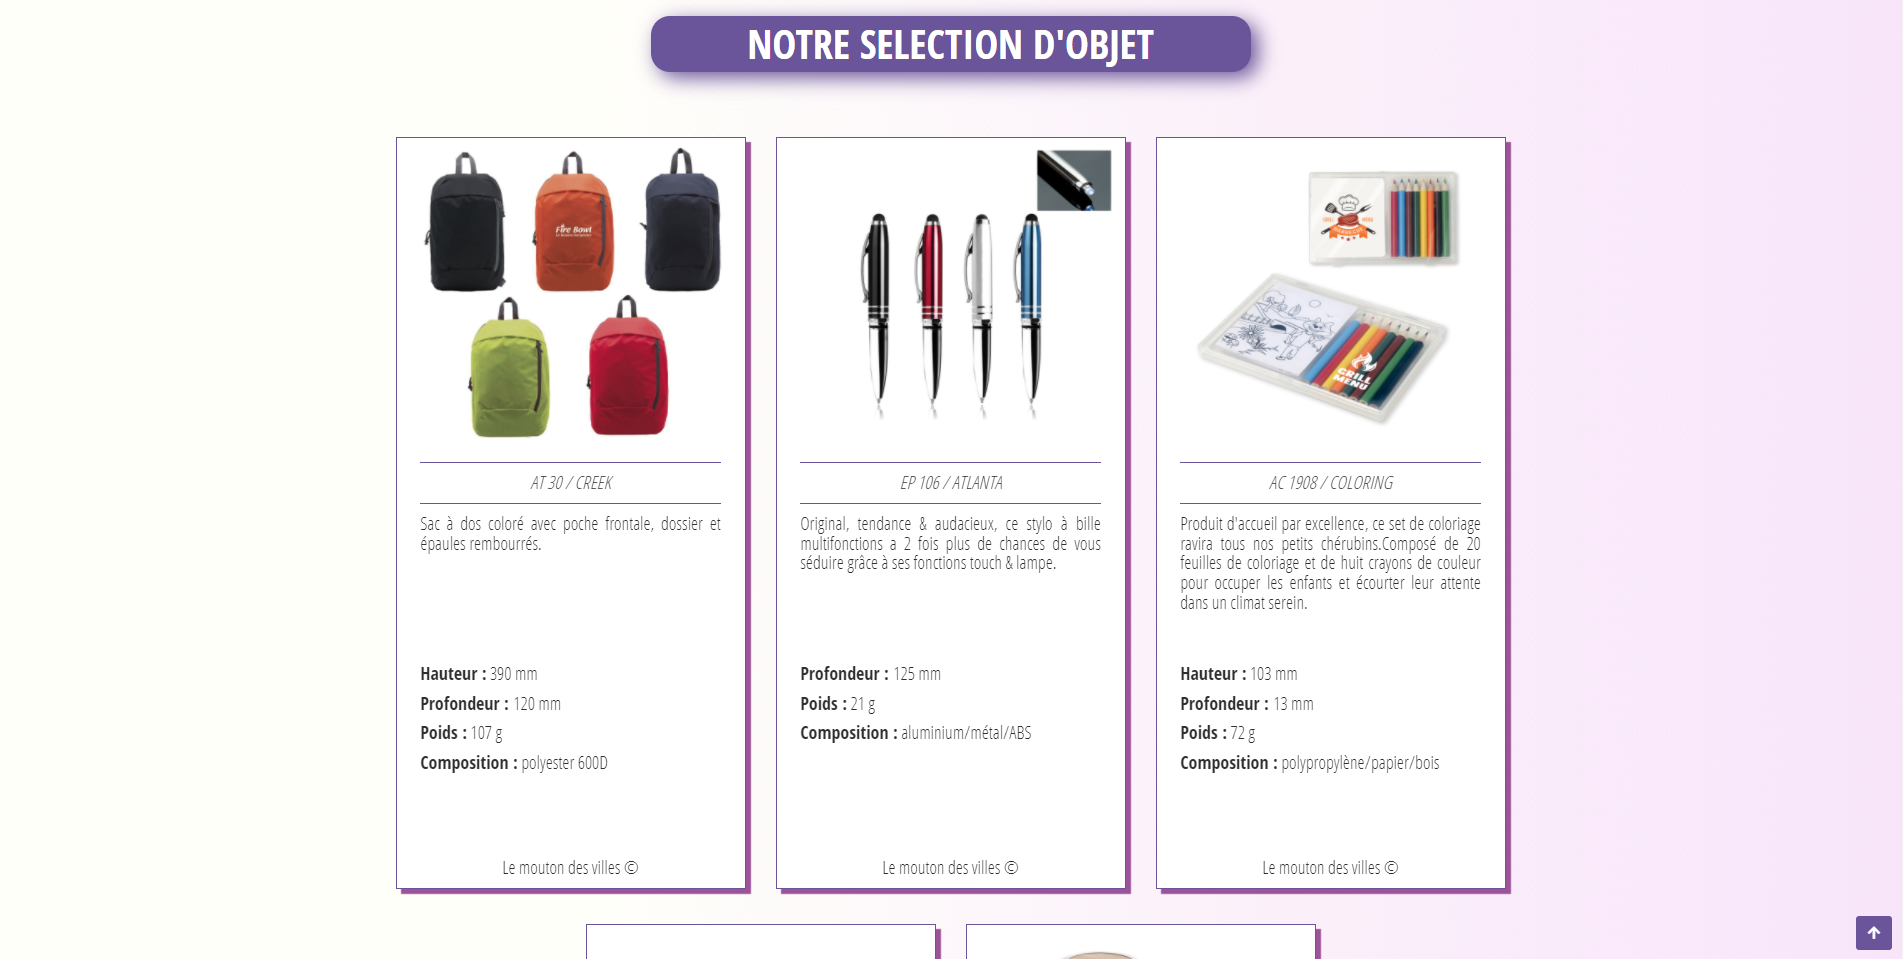 NOTRE SELECTION D'OBJET
Fire Bowl
GRILL
MENU
AT 30 / CREEK
Sac à dos coloré avec poche frontale, dossier et
épaules rembourrés.
Hauteur : 390 mm
Profondeur : 120 mm
Poids : 107 g
Composition : polyester 600D
Le mouton des villes ©
EP 106 / ATLANTA
Original, tendance & audacieux, ce stylo à bille
multifonctions a 2 fois plus de chances de vous
séduire grâce à ses fonctions touch & lampe.
Profondeur : 125 mm
Poids : 21 g
Composition : aluminium/métal/ABS
Le mouton des villes ©
AC 1908 / COLORING
Produit d'accueil par excellence, ce set de coloriage
ravira tous nos petits chérubins.Composé de 20
feuilles de coloriage et de huit crayons de couleur
pour occuper les enfants et écourter leur attente
dans un climat serein.
Hauteur : 103 mm
Profondeur : 13 mm
Poids : 72 g
Composition : polypropylène/papier/bois
Le mouton des villes ©